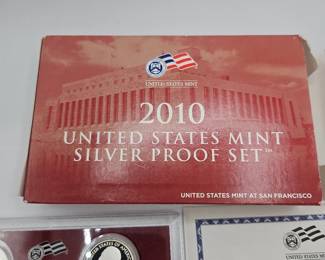 UNITED STATES MINT
2010
UNITED STATES MINT
SILVER PROOF SET™
UNITED STATES MINT AT SAN FRANCISCO